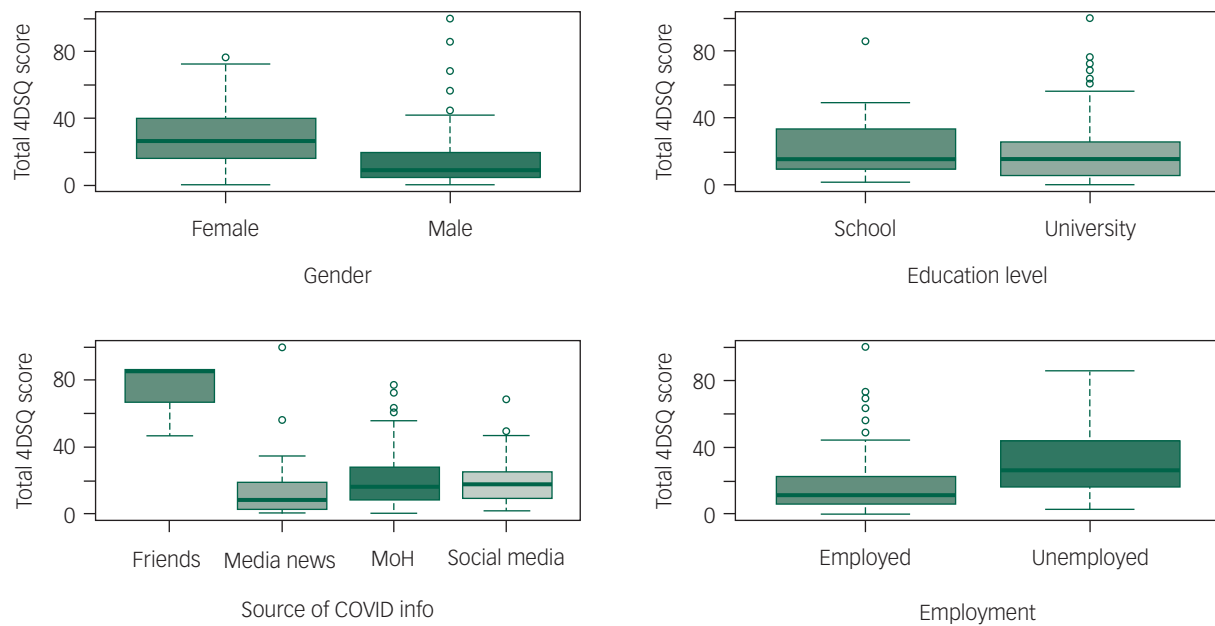 Total 4DSQ score
80
40
0
Female Male
Gender
Total 4DSQ score
80
40
0
School University
Education level
Total 4DSQ score
80
40
0
Friends Media news MoH Social media
Source of COVID info
Total 4DSQ score
80
40
0
Employed Unemployed
Employment